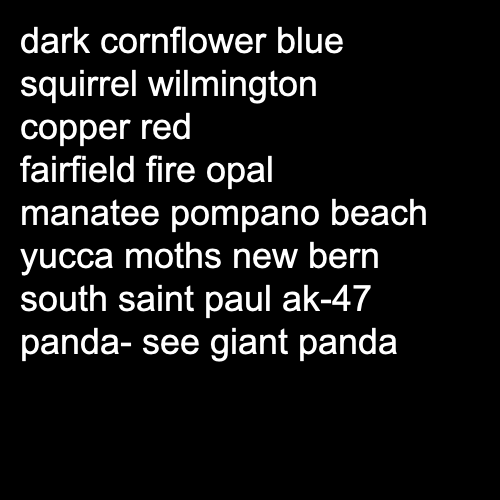 dark cornflower blue
squirrel wilmington
copper red
fairfield fire opal
manatee pompano beach
yucca moths new bern
south saint paul ak-47
panda- see giant panda